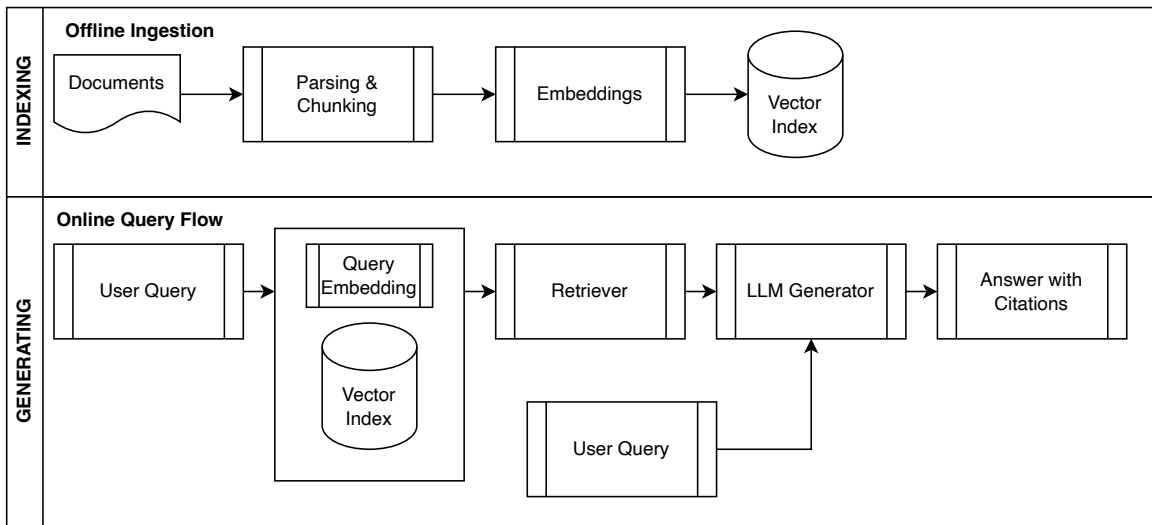 INDEXING
Offline Ingestion
Documents
Parsing &
Chunking
Embeddings
Vector
Index
GENERATING
Online Query Flow
User Query
Query
Embedding
Vector
Index
Retriever
LLM Generator
Answer with
Citations
User Query